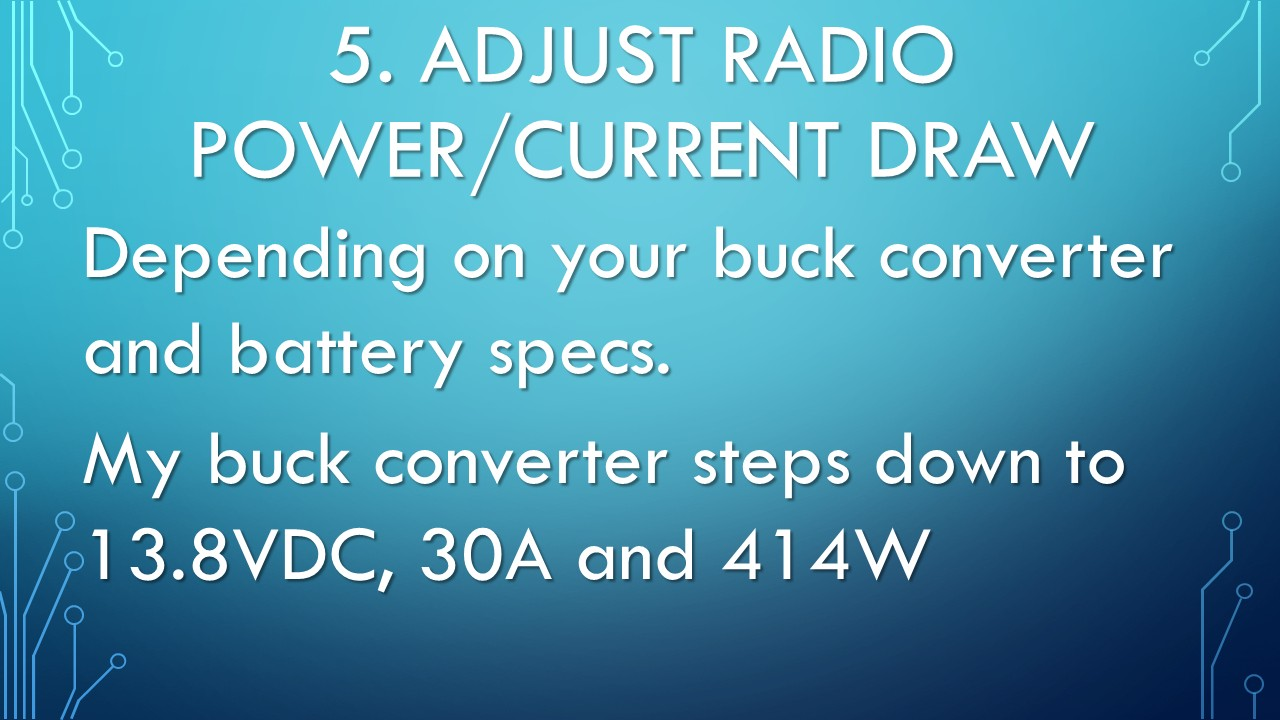 5. ADJUST RADIO
POWER/CURRENT DRAW
Depending on your buck converter
and battery specs.
My buck converter steps down to
13.8VDC, 30A and 414W